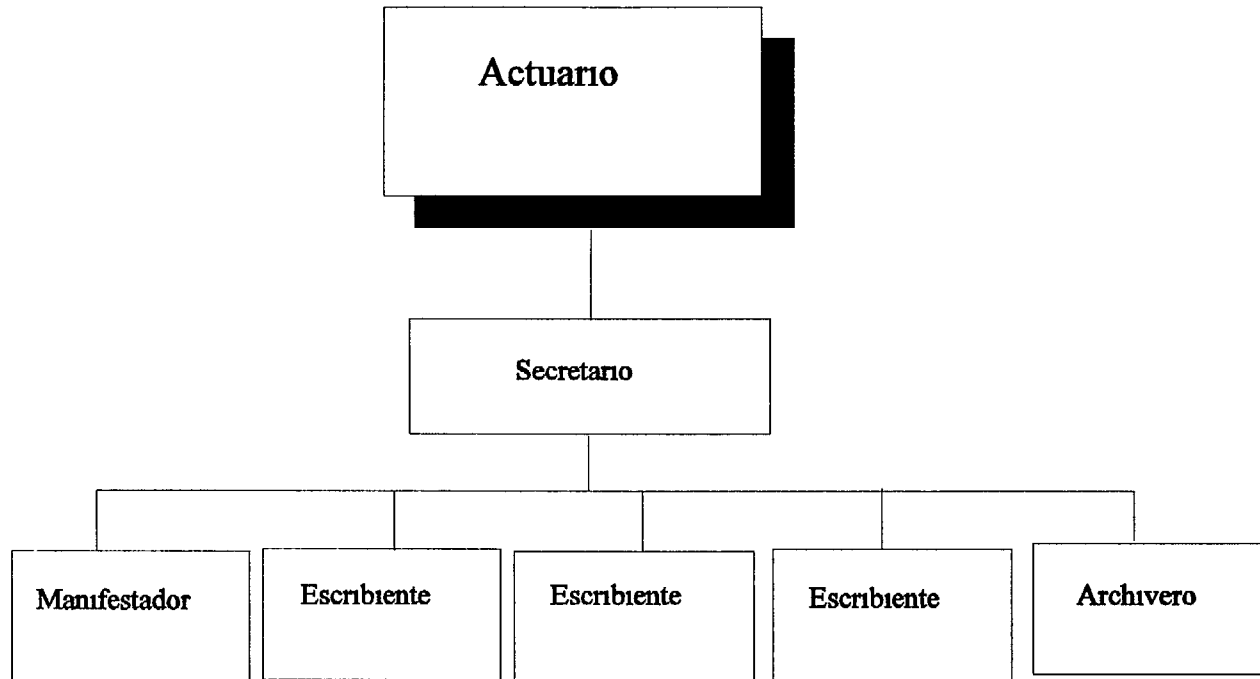 Actuario
Secretario
Manifestador
Escribiente
Escribiente
Escribiente
Archivero